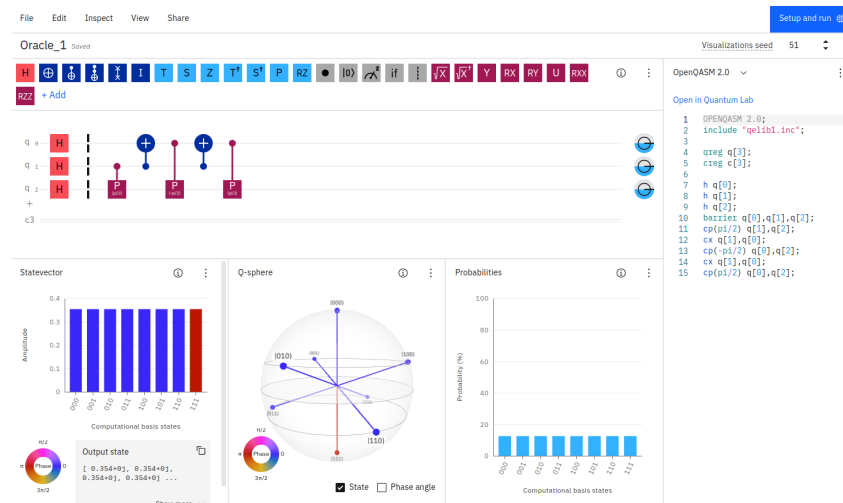 File Edit Inspect View Share
Setup and run
Oracle_1 Saved
Visualizations seed 51
H I T S Z T† S† P RZ |0⟩ if √X √X† Y RX RY U RXX
RZZ + Add
OpenQASM 2.0
Open in Quantum Lab
q 0 H
q 1 H
q 2 H P (pi/2) P P
+
c3
1 OPENQASM 2.0;
2 include "qelib1.inc";
3
4 qreg q[3];
5 creg c[3];
6
7 h q[0];
8 h q[1];
9 h q[2];
10 barrier q[0],q[1],q[2];
11 cp(pi/2) q[1],q[2];
12 cx q[1],q[0];
13 cp(-pi/2) q[0],q[2];
14 cx q[1],q[0];
15 cp(pi/2) q[0],q[2];
Statevector
0.4
0.3
0.2
0.1
0
Amplitude
000 001 010 011 100 101 110 111
Computational basis states
π/2
π Phase 0
3π/2
Output state
[ 0.354+0j, 0.354+0j,
0.354+0j, 0.354+0j ...
Show more
Q-sphere
|000⟩
|001⟩
|010⟩
|100⟩
|011⟩
|110⟩
|111⟩
π/2
π Phase 0
3π/2
State Phase angle
Probabilities
100
80
60
40
20
0
Probability (%)
000 001 010 011 100 101 110 111
Computational basis states